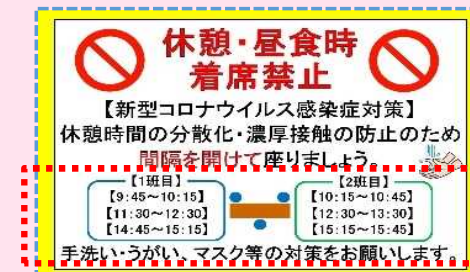 休憩・昼食時
着席禁止
【新型コロナウイルス感染症対策】
休憩時間の分散化・濃厚接触の防止のため
間隔を開けて座りましょう。
【1班目】
【9:45～10:15】
【11:30～12:30】
【14:45～15:15】
【2班目】
【10:15～10:45】
【12:30～13:30】
【15:15～15:45】
手洗い・うがい、マスク等の対策をお願いします。